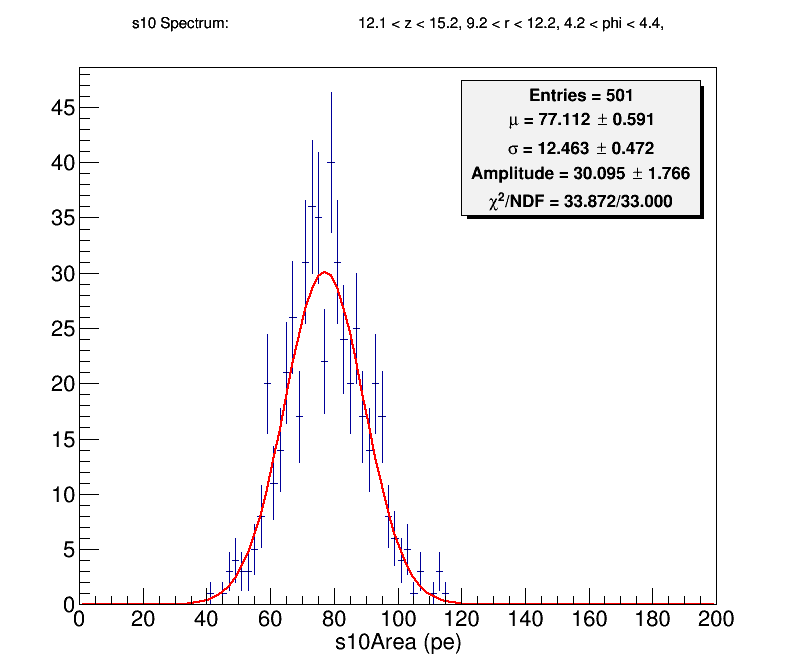 s10 Spectrum: 12.1 < z < 15.2, 9.2 < r < 12.2, 4.2 < phi < 4.4,
Entries = 501
μ = 77.112 ± 0.591
σ = 12.463 ± 0.472
Amplitude = 30.095 ± 1.766
χ²/NDF = 33.872/33.000
45
40
35
30
25
20
15
10
5
0
0 20 40 60 80 100 120 140 160 180 200
s10Area (pe)